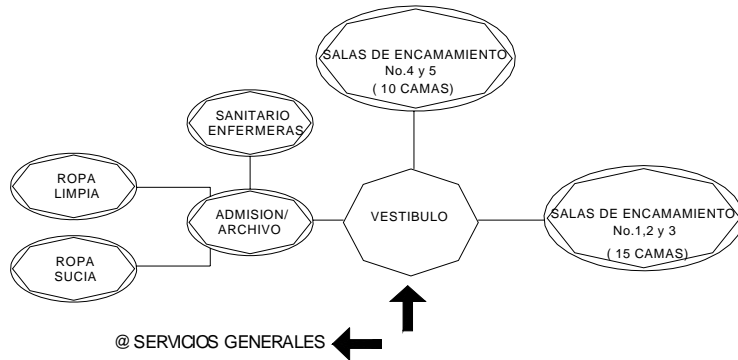 SALAS DE ENCAMAMIENTO
No.4 y 5
( 10 CAMAS)
SANITARIO
ENFERMERAS
ROPA
LIMPIA
ADMISION/
ARCHIVO
VESTIBULO
SALAS DE ENCAMAMIENTO
No.1,2 y 3
( 15 CAMAS)
ROPA
SUCIA
@ SERVICIOS GENERALES